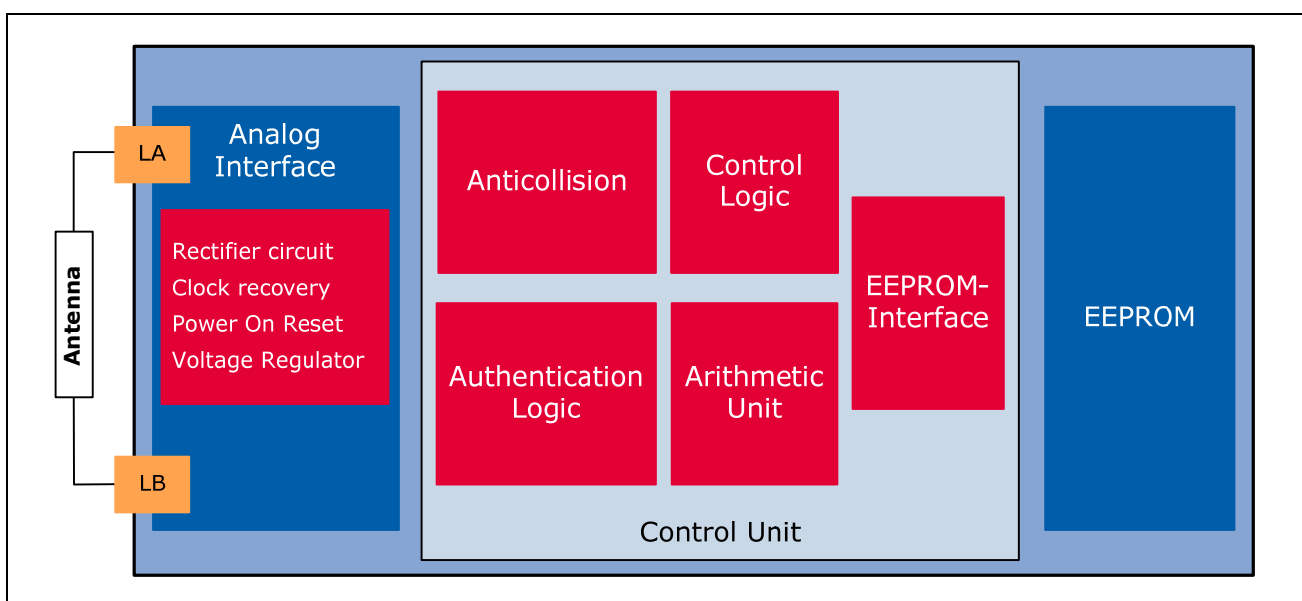 Antenna
LA
LB
Analog
Interface
Rectifier circuit
Clock recovery
Power On Reset
Voltage Regulator
Anticollision
Control
Logic
Authentication
Logic
Arithmetic
Unit
EEPROM-
Interface
Control Unit
EEPROM